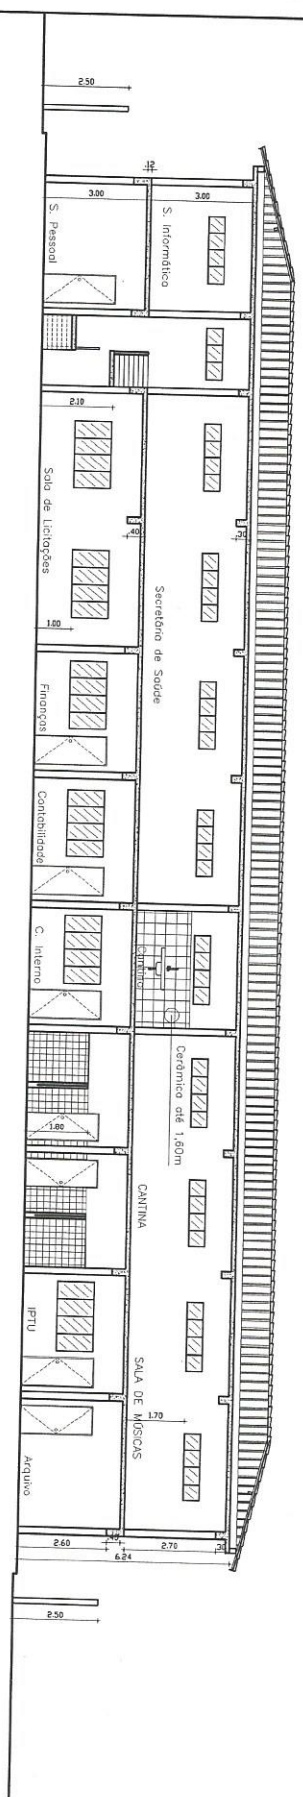 2.50
.12
3.00
3.00
S. Informática
S. Pessoal
2.10
.40
.30
Secretária de Saúde
Sala de Licitações
1.00
Finanças
Contabilidade
C. Interno
Cerâmica até 1,60m
1.80
CANTINA
IPTU
SALA DE MÚSICAS
1.70
Arquivo
2.60
.40
2.70
.30
6.24
2.50